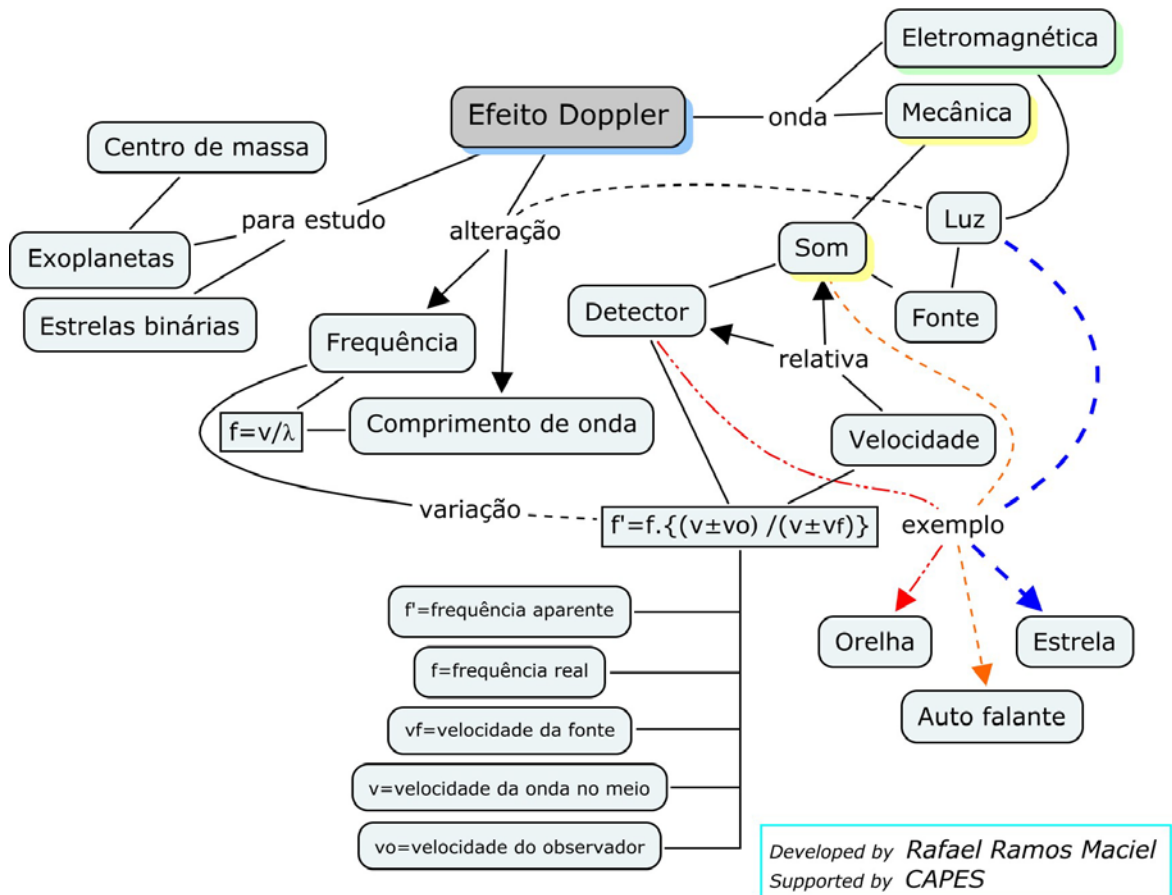 Eletromagnética
Efeito Doppler
onda
Mecânica
Centro de massa
para estudo
alteração
Luz
Exoplanetas
Som
Estrelas binárias
Detector
Fonte
Frequência
relativa
f=v/λ
Comprimento de onda
Velocidade
variação
f'=f.{(v±vo) /(v±vf)}
exemplo
f'=frequência aparente
Orelha
Estrela
f=frequência real
Auto falante
vf=velocidade da fonte
v=velocidade da onda no meio
vo=velocidade do observador
Developed by Rafael Ramos Maciel
Supported by CAPES